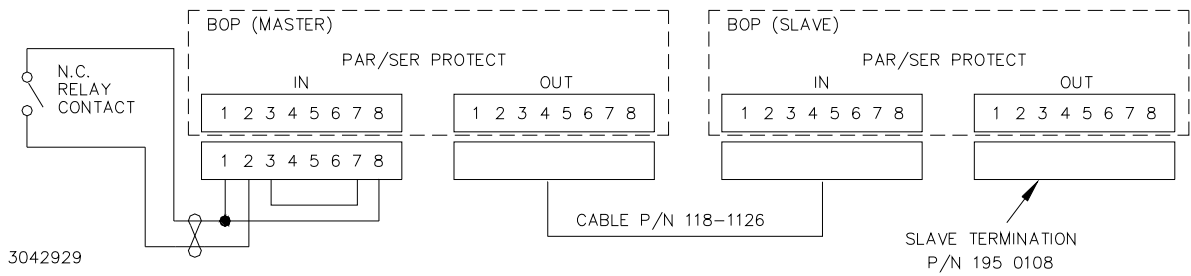 BOP (MASTER)
BOP (SLAVE)
PAR/SER PROTECT
PAR/SER PROTECT
IN
OUT
IN
OUT
N.C.
RELAY
CONTACT
1 2 3 4 5 6 7 8
1 2 3 4 5 6 7 8
1 2 3 4 5 6 7 8
1 2 3 4 5 6 7 8
1 2 3 4 5 6 7 8
CABLE P/N 118-1126
SLAVE TERMINATION
P/N 195 0108
3042929